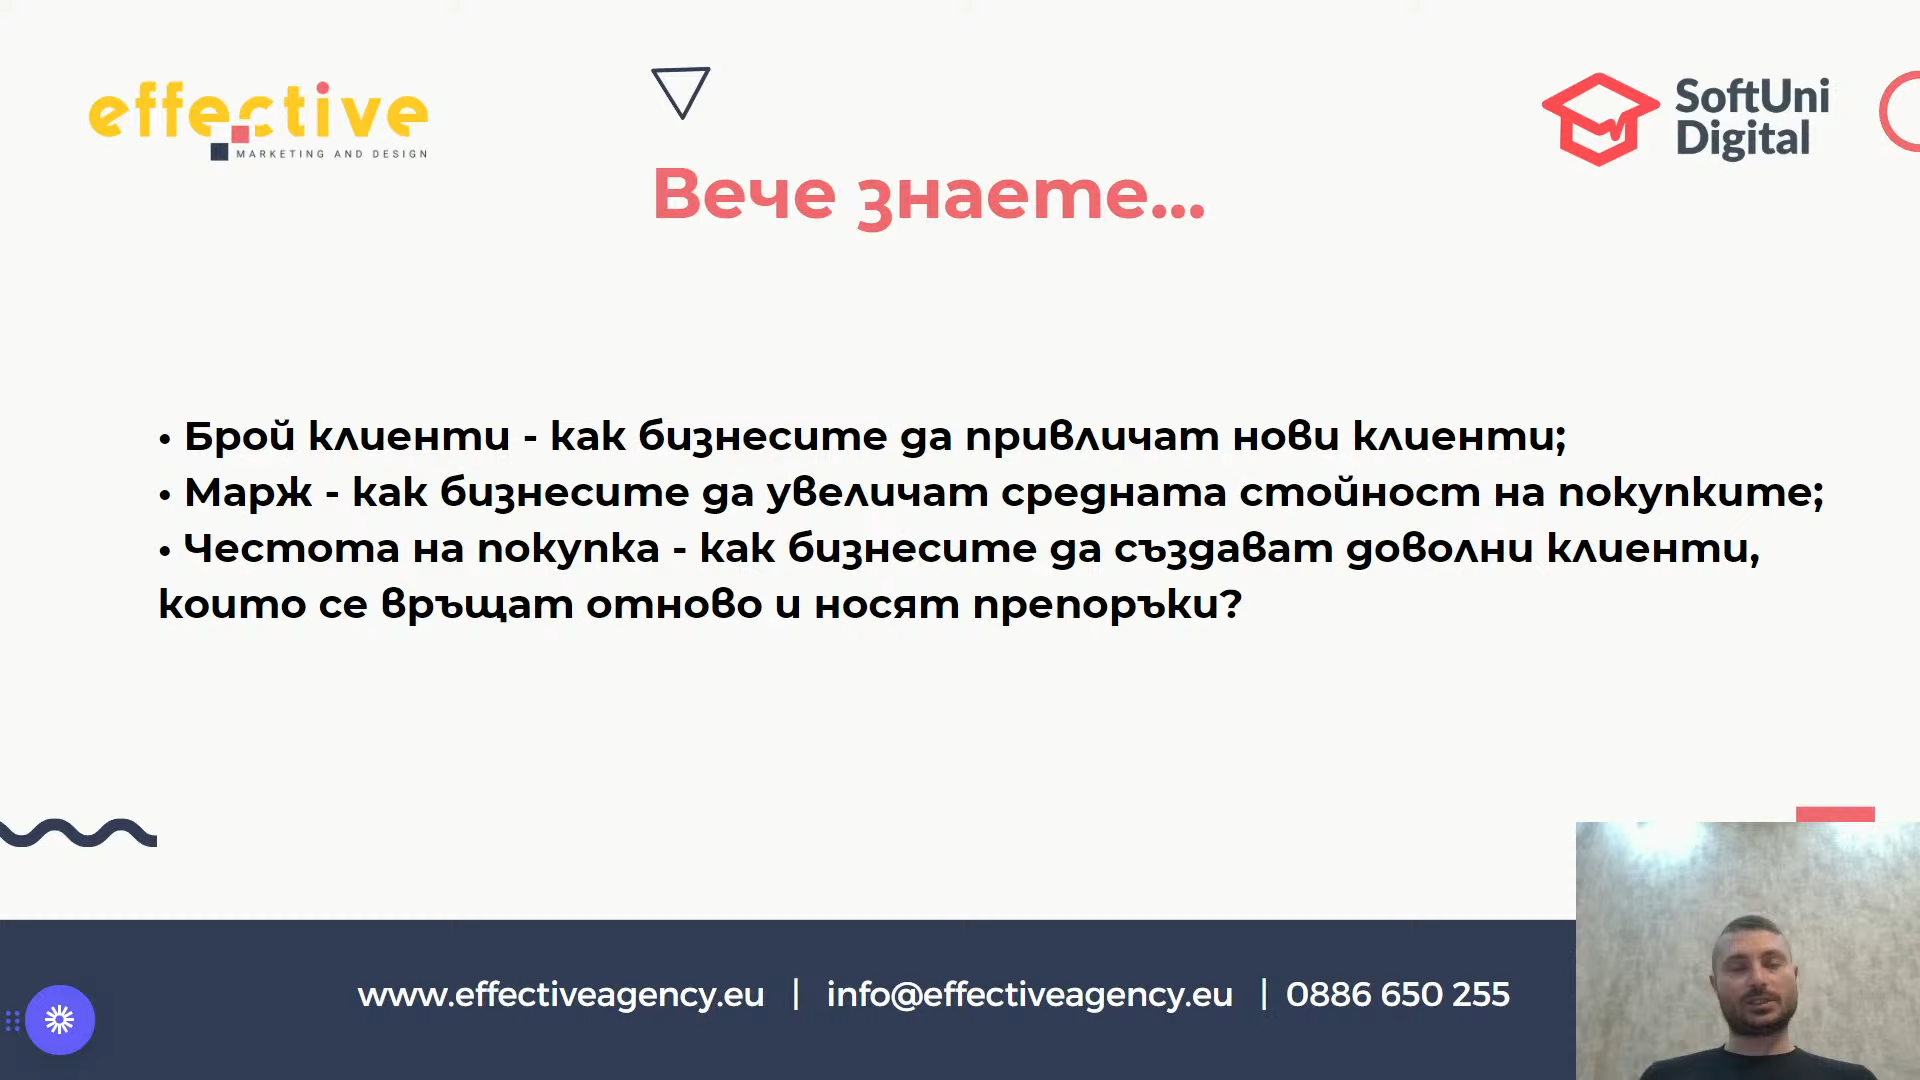 effective
MARKETING AND DESIGN
SoftUni
Digital
Вече знаете...
• Брой клиенти - как бизнесите да привличат нови клиенти;
• Марж - как бизнесите да увеличат средната стойност на покупките;
• Честота на покупка - как бизнесите да създават доволни клиенти,
които се връщат отново и носят препоръки?
www.effectiveagency.eu | info@effectiveagency.eu | 0886 650 255